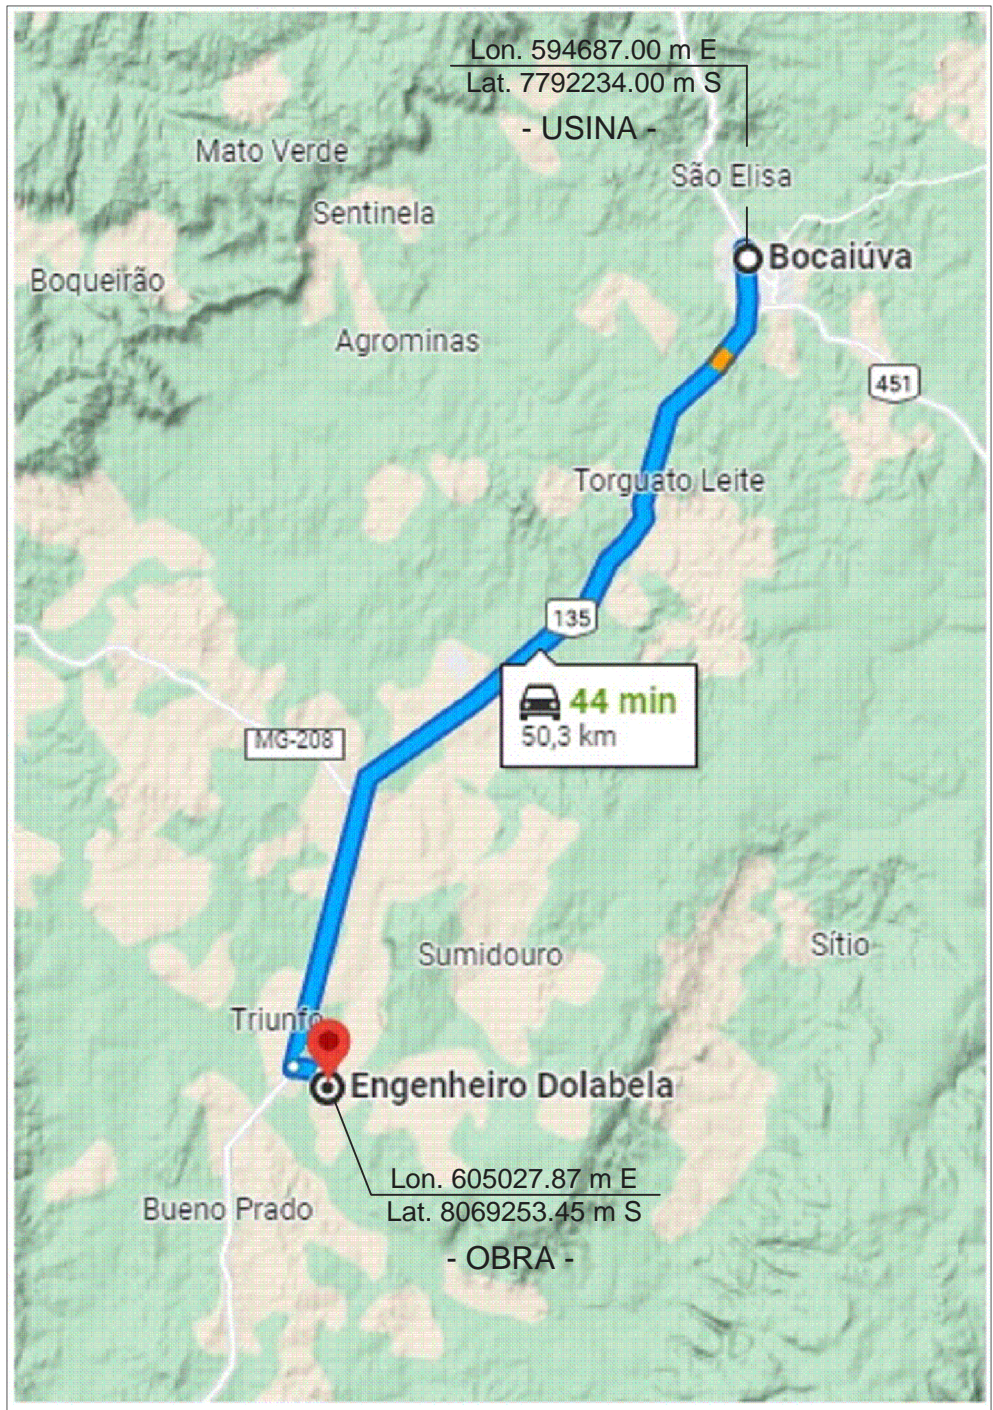 Lon. 594687.00 m E
Lat. 7792234.00 m S
- USINA -
Mato Verde
São Elisa
Sentinela
Bocaiúva
Boqueirão
Agrominas
451
Torguato Leite
135
44 min
50,3 km
MG-208
Sumidouro
Sítio
Triunfo
Engenheiro Dolabela
Lon. 605027.87 m E
Lat. 8069253.45 m S
Bueno Prado
- OBRA -